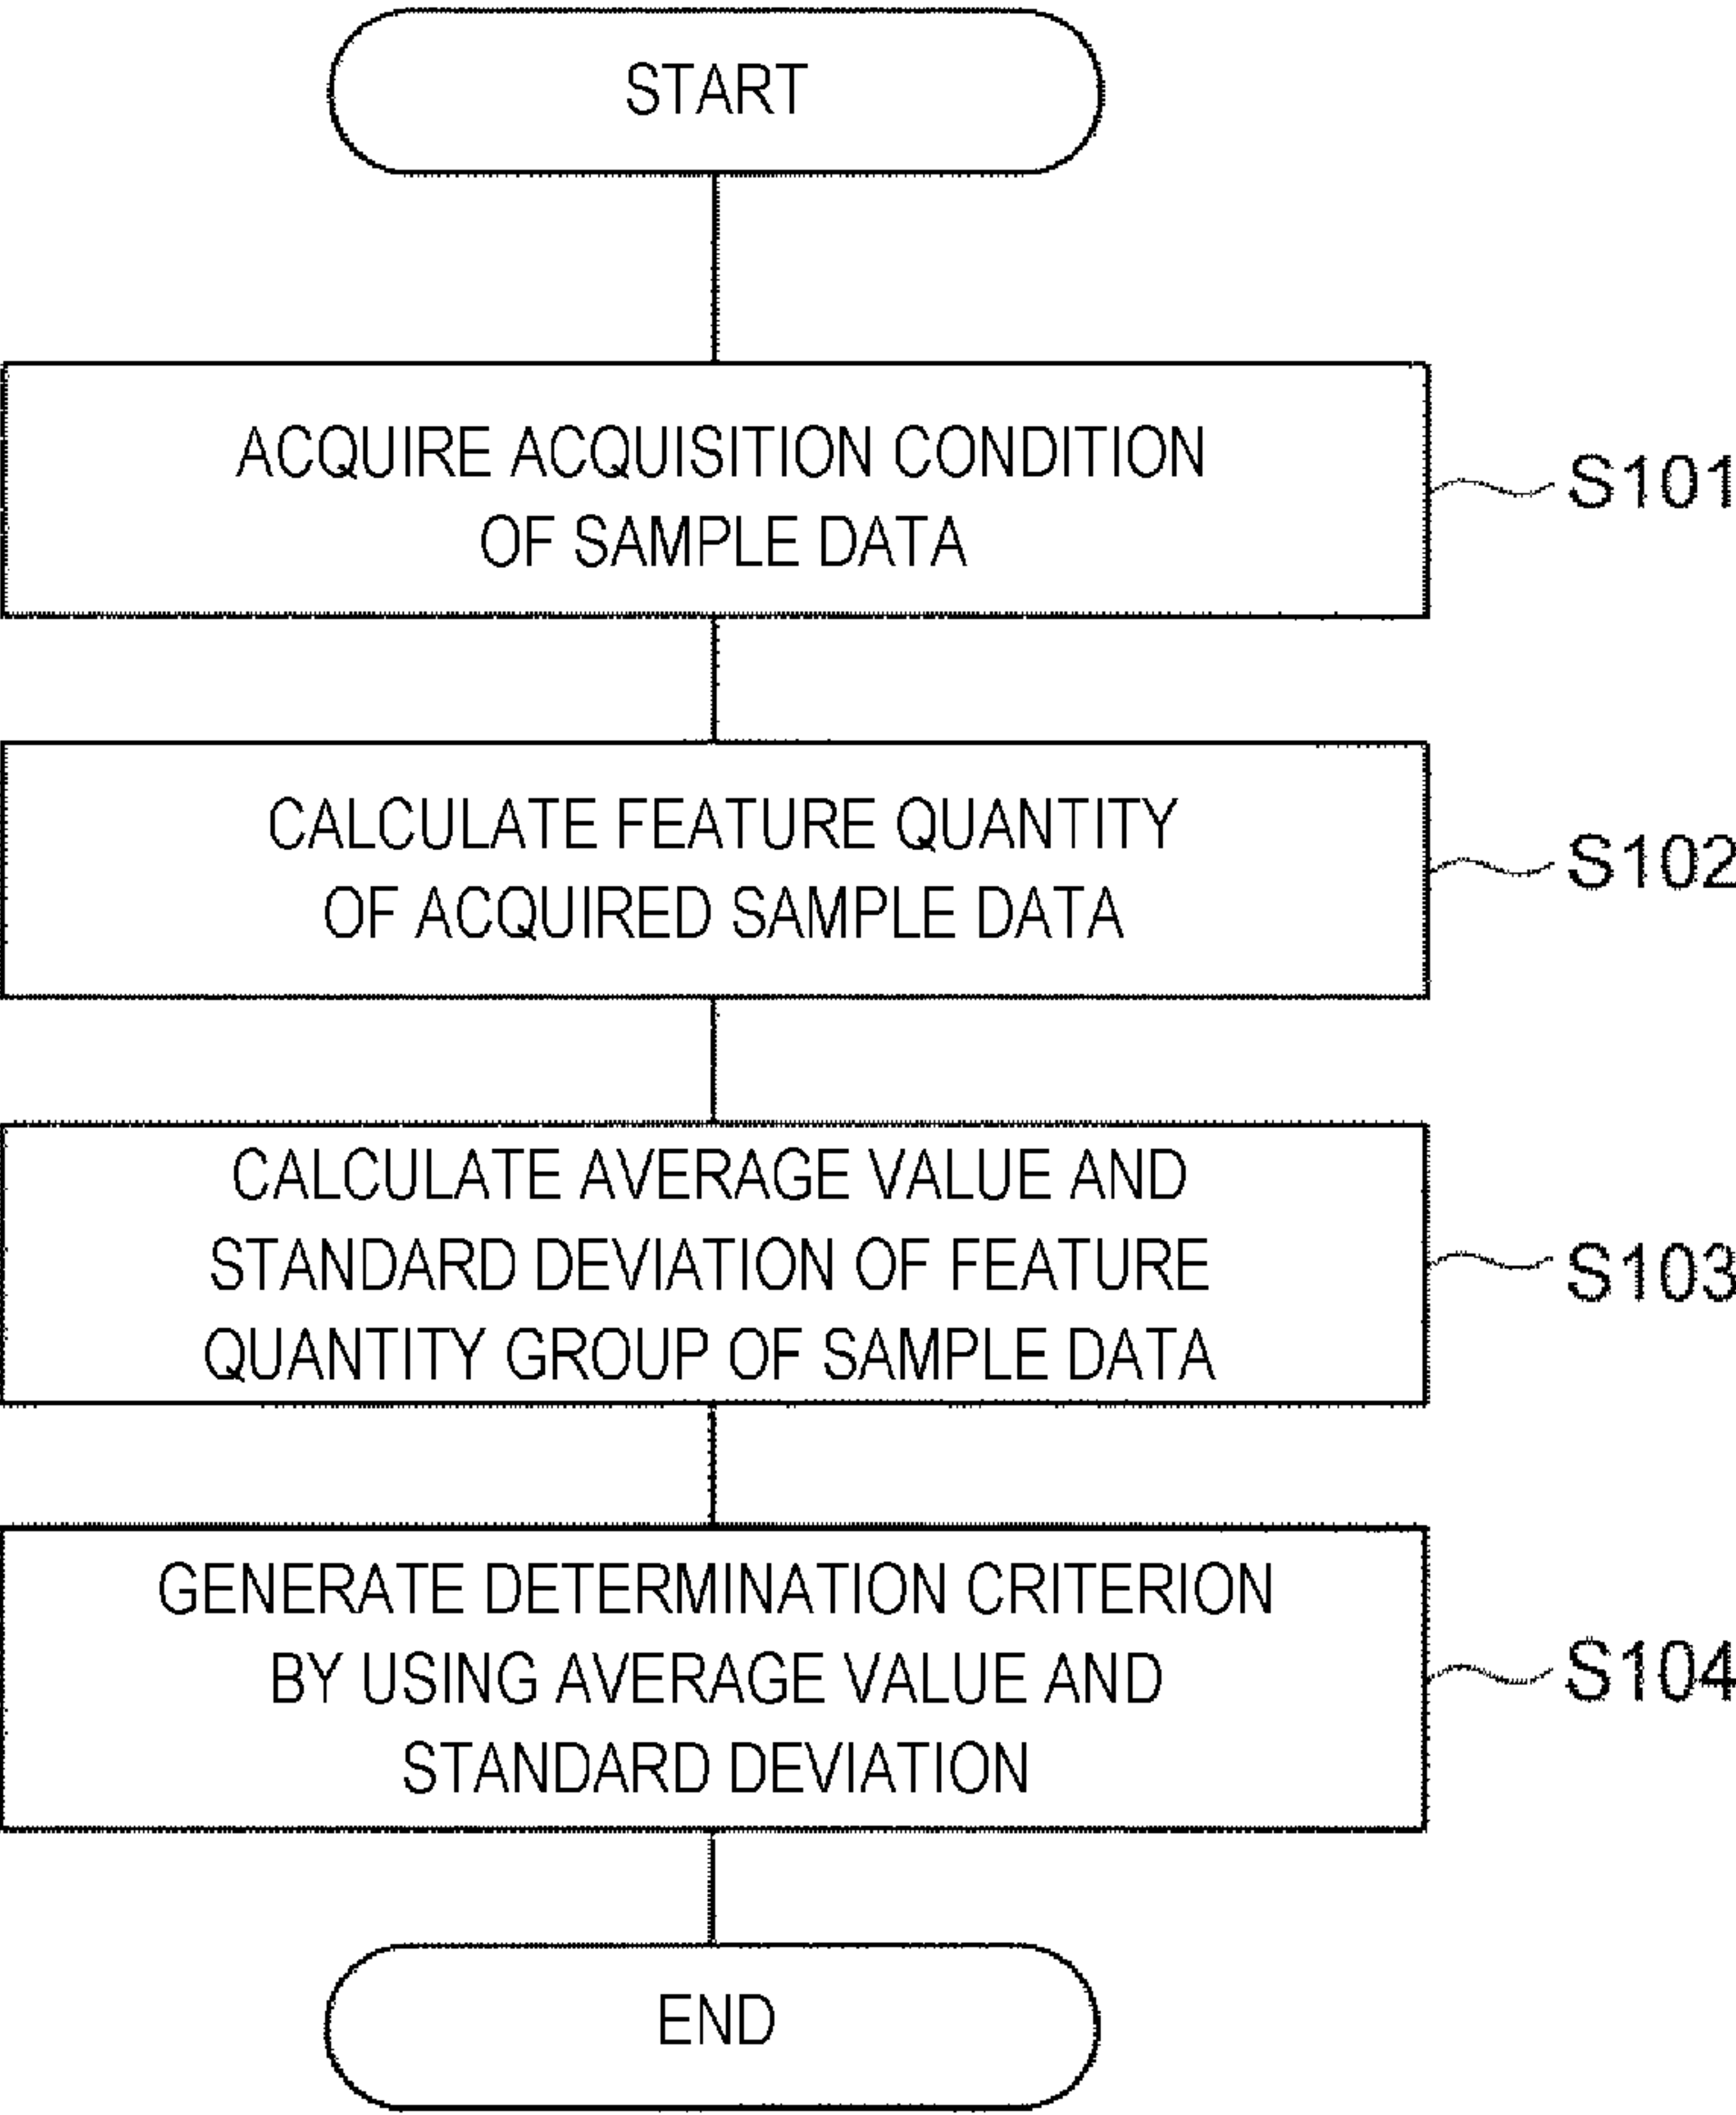 START
ACQUIRE ACQUISITION CONDITION
OF SAMPLE DATA
S101
CALCULATE FEATURE QUANTITY
OF ACQUIRED SAMPLE DATA
S102
CALCULATE AVERAGE VALUE AND
STANDARD DEVIATION OF FEATURE
QUANTITY GROUP OF SAMPLE DATA
S103
GENERATE DETERMINATION CRITERION
BY USING AVERAGE VALUE AND
STANDARD DEVIATION
S104
END